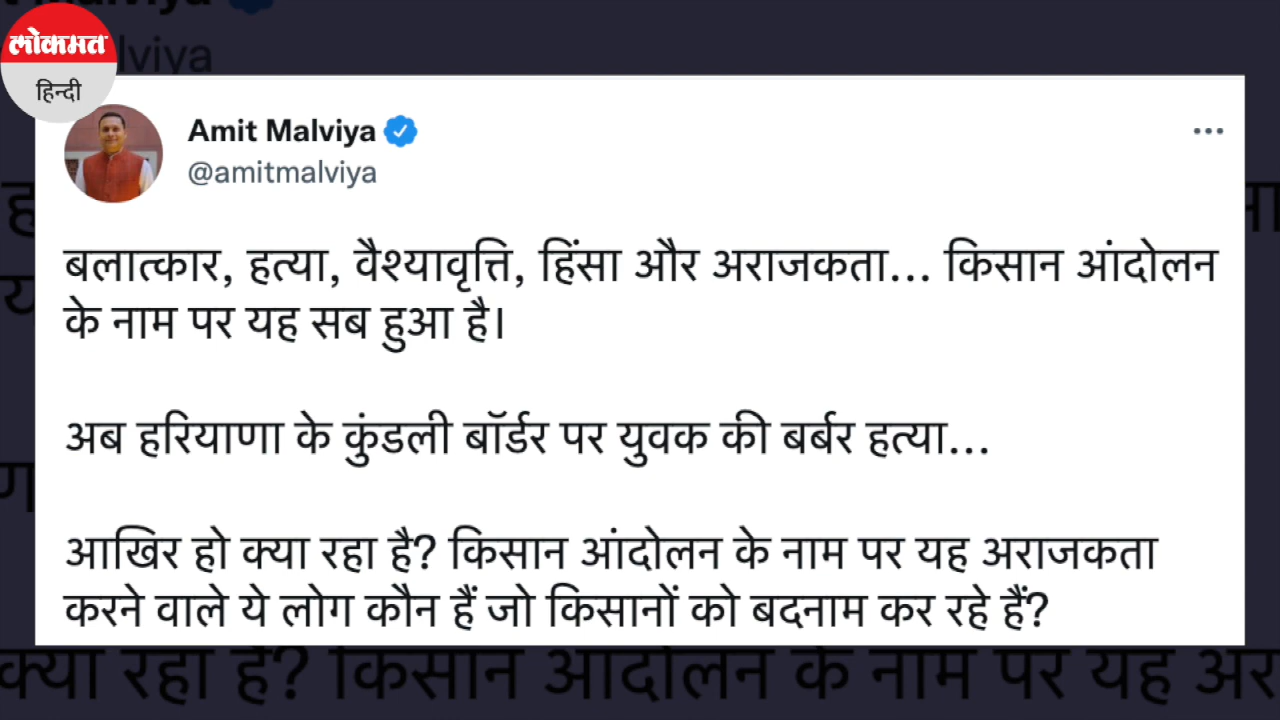 लोकमत
हिन्दी
lviya
Amit Malviya
@amitmalviya
बलात्कार, हत्या, वैश्यावृत्ति, हिंसा और अराजकता... किसान आंदोलन
के नाम पर यह सब हुआ है।
अब हरियाणा के कुंडली बॉर्डर पर युवक की बर्बर हत्या...
आखिर हो क्या रहा है? किसान आंदोलन के नाम पर यह अराजकता
करने वाले ये लोग कौन हैं जो किसानों को बदनाम कर रहे हैं?
क्या रहा है? किसान आंदोलन के नाम पर यह अर